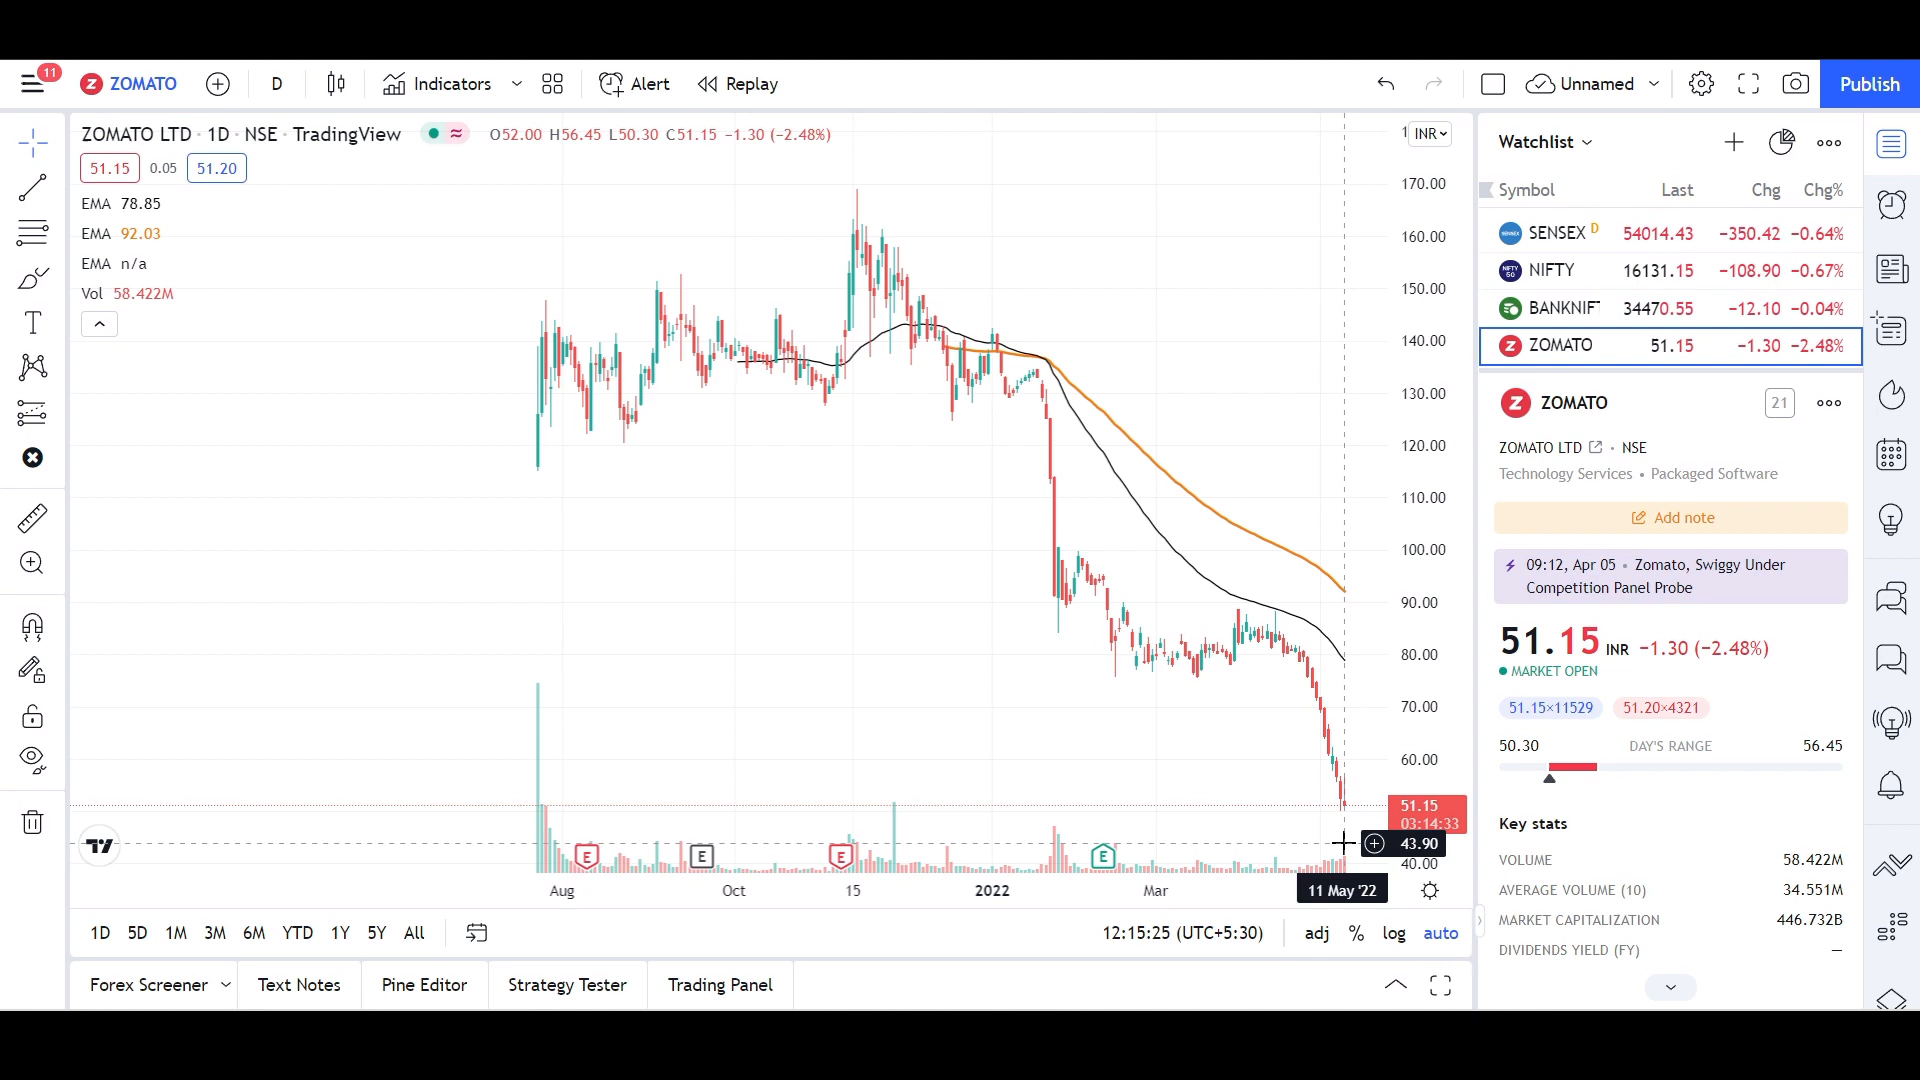 11
ZOMATO
D
Indicators
Alert
Replay
Unnamed
Publish
ZOMATO LTD · 1D · NSE · TradingView
O52.00 H56.45 L50.30 C51.15 −1.30 (−2.48%)
INR
51.15 0.05 51.20
EMA 78.85
EMA 92.03
EMA n/a
Vol 58.422M
170.00
160.00
150.00
140.00
130.00
120.00
110.00
100.00
90.00
80.00
70.00
60.00
51.15
03:14:33
43.90
40.00
E E E E
Aug Oct 15 2022 Mar 11 May '22
1D 5D 1M 3M 6M YTD 1Y 5Y All
12:15:25 (UTC+5:30) adj % log auto
Forex Screener Text Notes Pine Editor Strategy Tester Trading Panel
Watchlist
Symbol Last Chg Chg%
SENSEX D 54014.43 −350.42 −0.64%
NIFTY 16131.15 −108.90 −0.67%
BANKNIF 34470.55 −12.10 −0.04%
ZOMATO 51.15 −1.30 −2.48%
ZOMATO
21
ZOMATO LTD · NSE
Technology Services • Packaged Software
Add note
09:12, Apr 05 • Zomato, Swiggy Under
Competition Panel Probe
51.15 INR −1.30 (−2.48%)
MARKET OPEN
51.15×11529 51.20×4321
50.30 DAY'S RANGE 56.45
Key stats
VOLUME 58.422M
AVERAGE VOLUME (10) 34.551M
MARKET CAPITALIZATION 446.732B
DIVIDENDS YIELD (FY) —